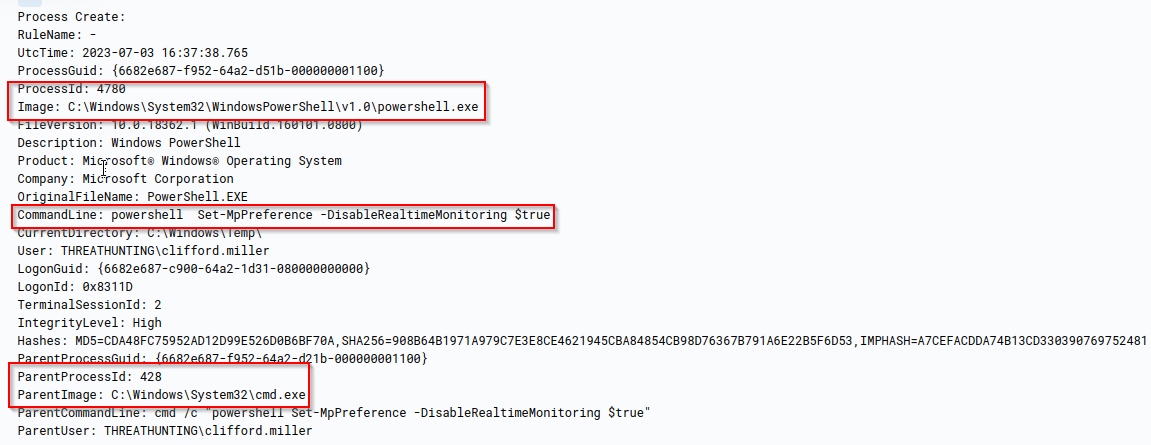 Process Create:
RuleName: -
UtcTime: 2023-07-03 16:37:38.765
ProcessGuid: {6682e687-f952-64a2-d51b-000000001100}
ProcessId: 4780
Image: C:\Windows\System32\WindowsPowerShell\v1.0\powershell.exe
FileVersion: 10.0.18362.1 (WinBuild.160101.0800)
Description: Windows PowerShell
Product: Microsoft® Windows® Operating System
Company: Microsoft Corporation
OriginalFileName: PowerShell.EXE
CommandLine: powershell  Set-MpPreference -DisableRealtimeMonitoring $true
CurrentDirectory: C:\Windows\Temp\
User: THREATHUNTING\clifford.miller
LogonGuid: {6682e687-c900-64a2-1d31-080000000000}
LogonId: 0x8311D
TerminalSessionId: 2
IntegrityLevel: High
Hashes: MD5=CDA48FC75952AD12D99E526D0B6BF70A,SHA256=908B64B1971A979C7E3E8CE4621945CBA84854CB98D76367B791A6E22B5F6D53,IMPHASH=A7CEFACDDA74B13CD330390769752481
ParentProcessGuid: {6682e687-f952-64a2-d21b-000000001100}
ParentProcessId: 428
ParentImage: C:\Windows\System32\cmd.exe
ParentCommandLine: cmd /c "powershell Set-MpPreference -DisableRealtimeMonitoring $true"
ParentUser: THREATHUNTING\clifford.miller